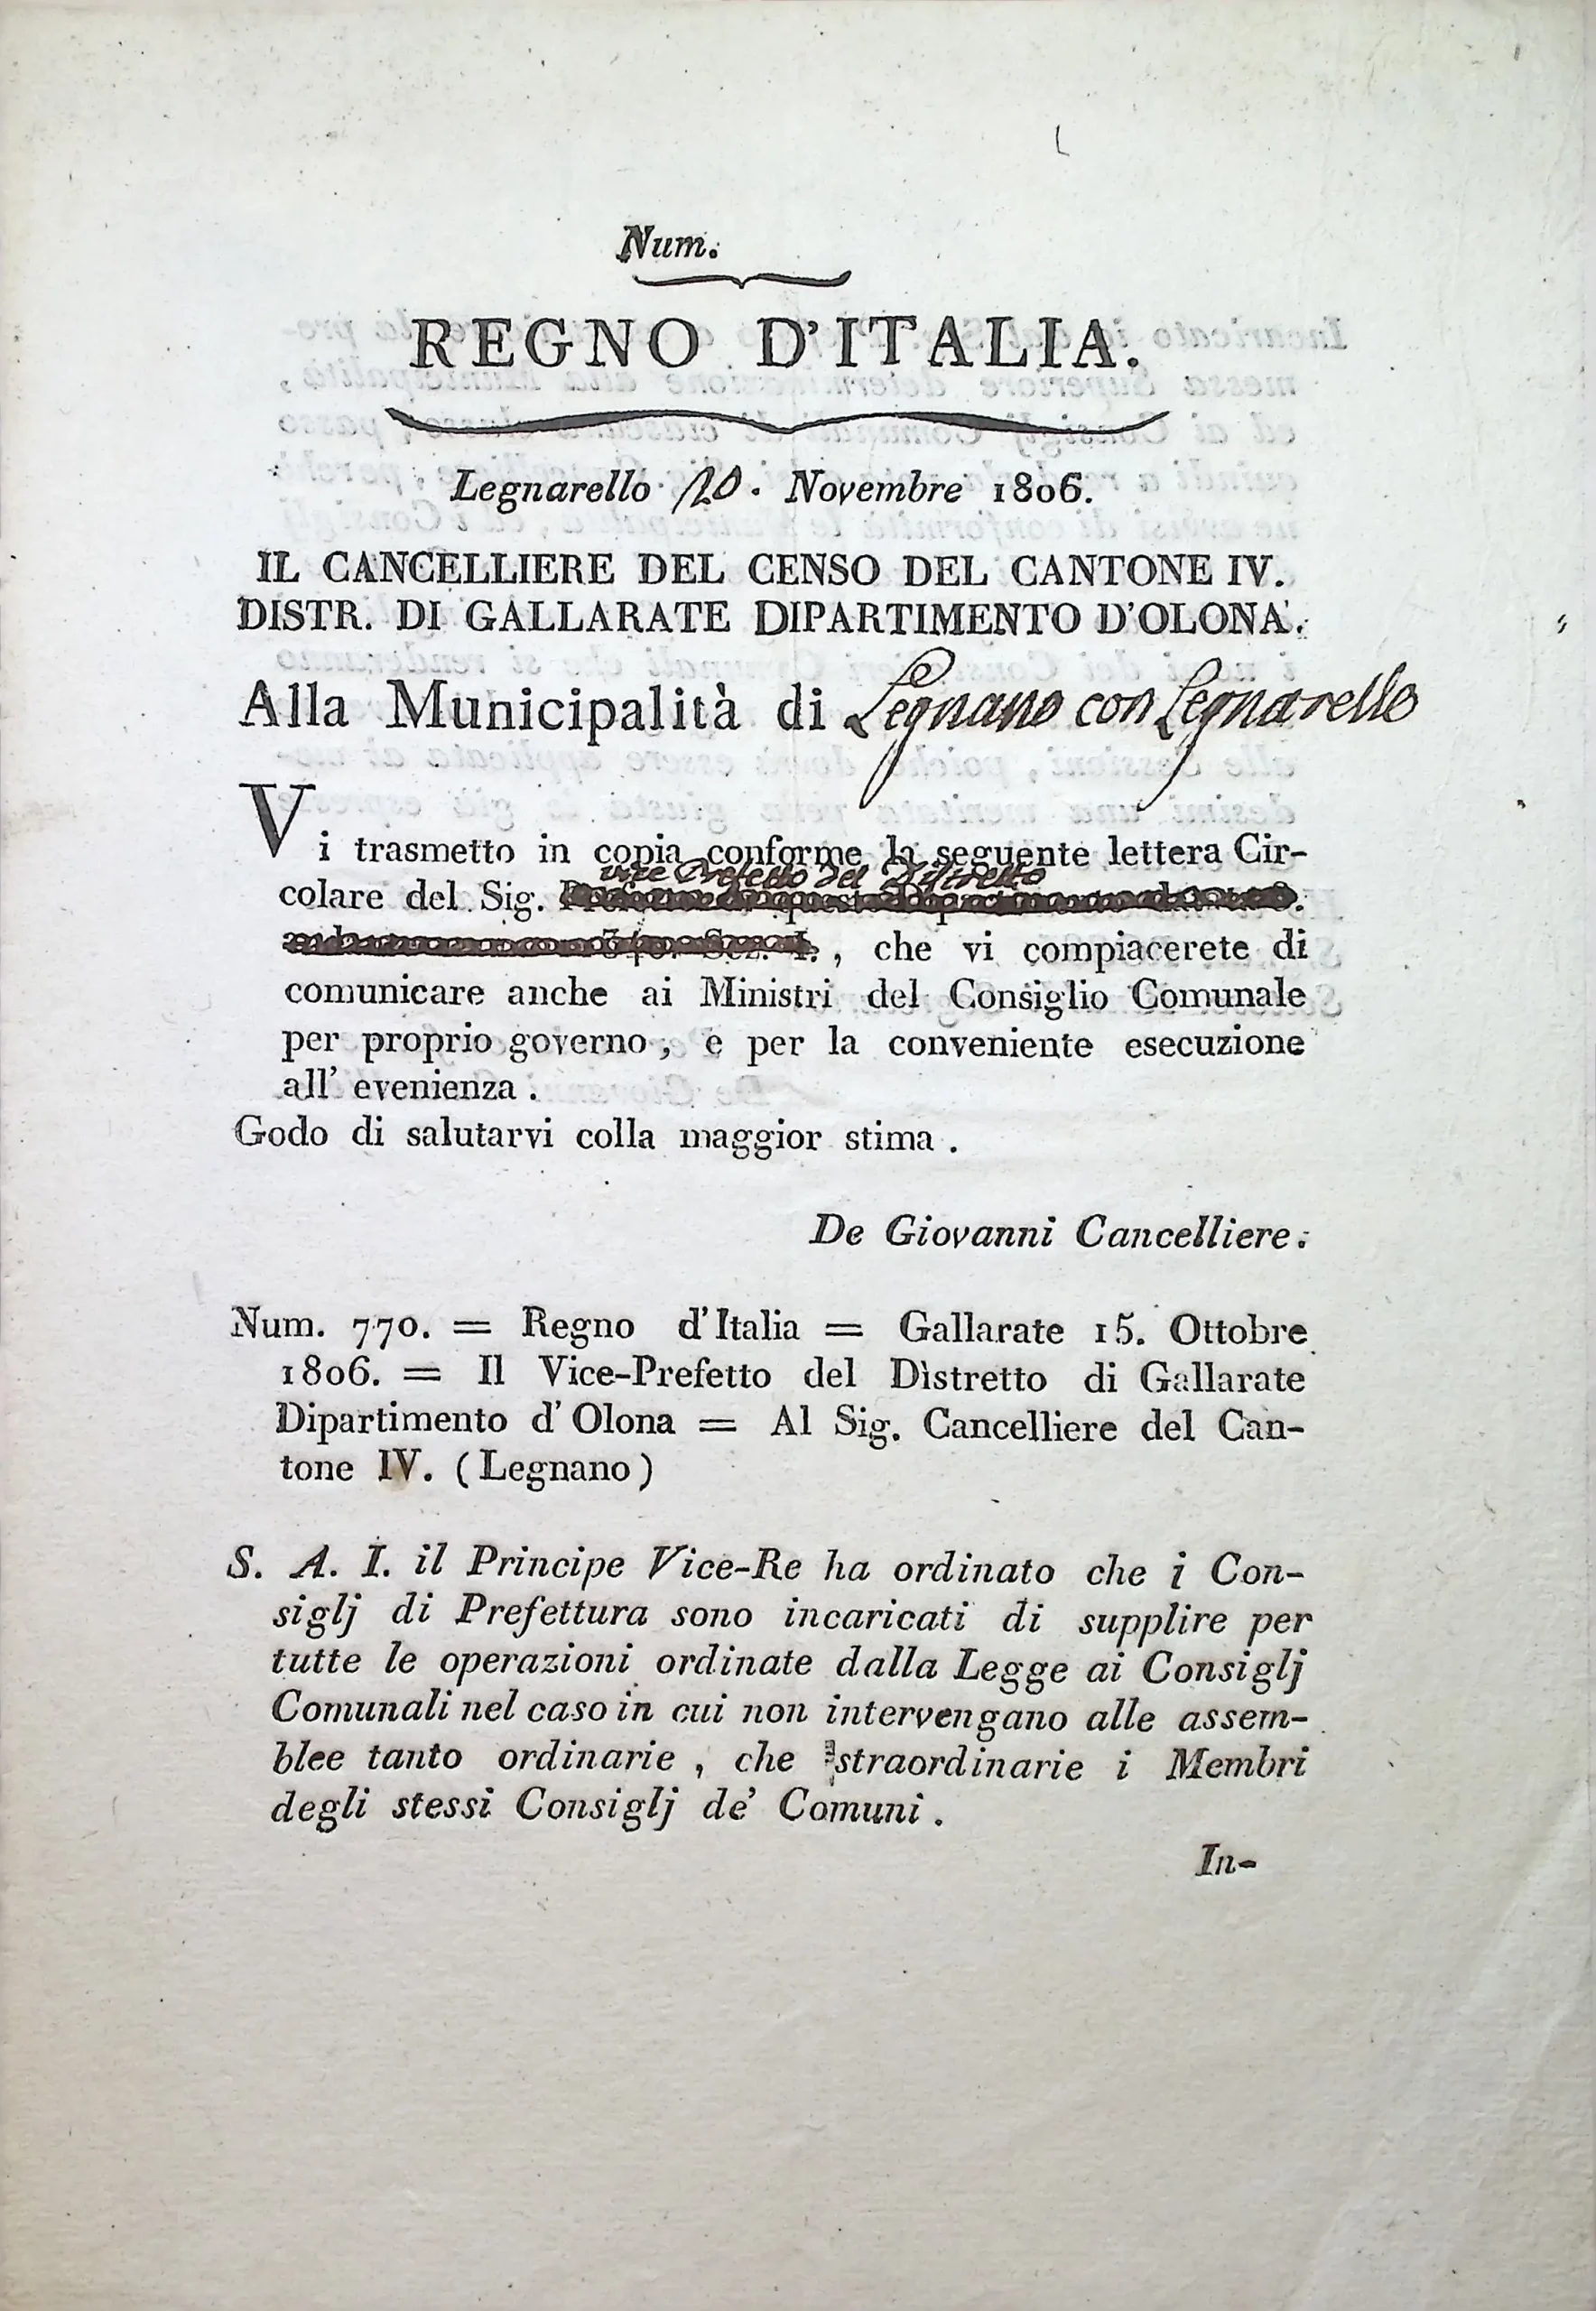 Num.
REGNO D'ITALIA.
Legnarello 20. Novembre 1806.
IL CANCELLIERE DEL CENSO DEL CANTONE IV.
DISTR. DI GALLARATE DIPARTIMENTO D'OLONA.
Alla Municipalità di Legnano con Legnarello
Vi trasmetto in copia conforme la seguente lettera Cir-
vice Prefetto del Distretto
colare del Sig.
, che vi compiacerete di
comunicare anche ai Ministri del Consiglio Comunale
per proprio governo, e per la conveniente esecuzione
all' evenienza.
Godo di salutarvi colla maggior stima.
De Giovanni Cancelliere.
Num. 770. = Regno d'Italia = Gallarate 15. Ottobre
1806. = Il Vice-Prefetto del Distretto di Gallarate
Dipartimento d'Olona = Al Sig. Cancelliere del Can-
tone IV. (Legnano)
S. A. I. il Principe Vice-Re ha ordinato che i Con-
siglj di Prefettura sono incaricati di supplire per
tutte le operazioni ordinate dalla Legge ai Consiglj
Comunali nel caso in cui non intervengano alle assem-
blee tanto ordinarie, che straordinarie i Membri
degli stessi Consiglj de' Comuni.
In-